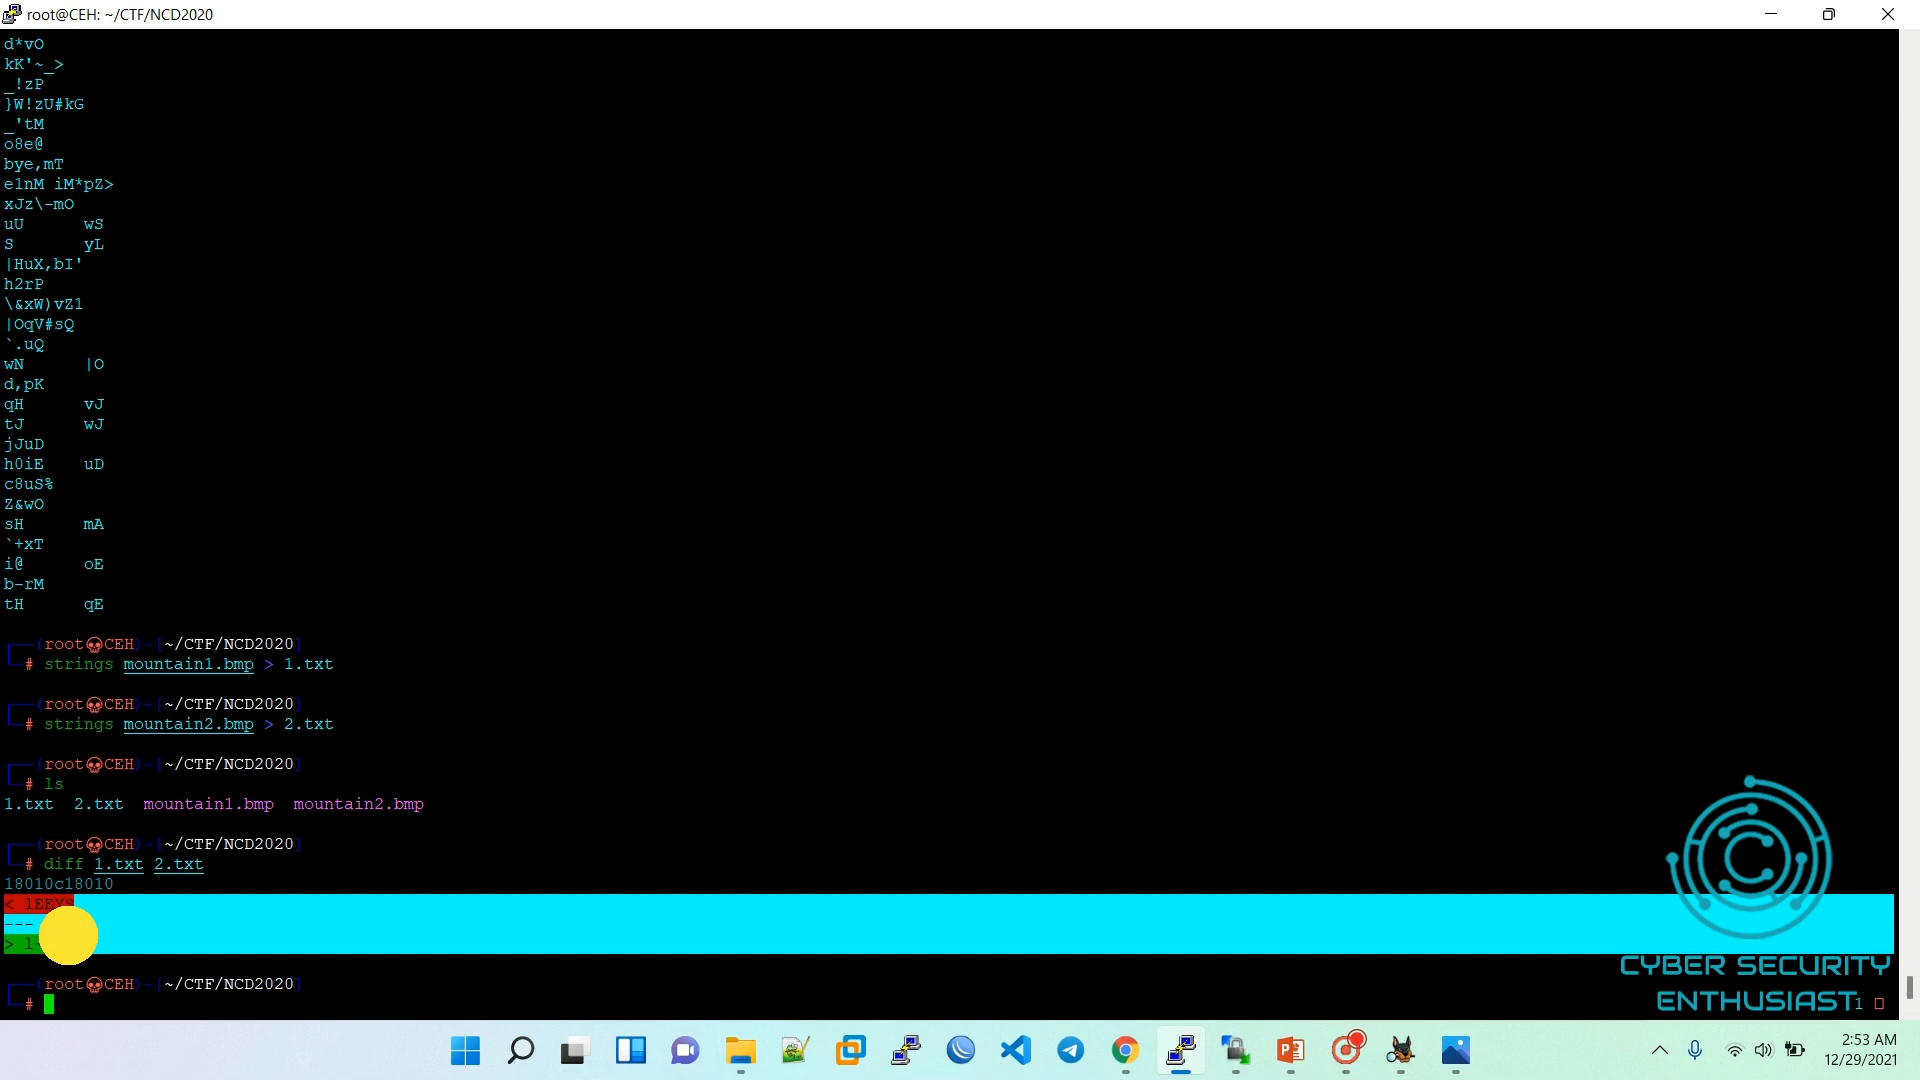 root@CEH: ~/CTF/NCD2020
d*vO
kK'~_>
_!zP
}W!zU#kG
_'tM
o8e@
bye,mT
e1nM iM*pZ>
xJz\-mO
uU wS
S yL
|HuX,bI'
h2rP
\&xW)vZ1
|OqV#sQ
`.uQ
wN |O
d,pK
qH vJ
tJ wJ
jJuD
h0iE uD
c8uS%
Z&wO
sH mA
`+xT
i@ oE
b-rM
tH qE
(root CEH)-[~/CTF/NCD2020]
# strings mountain1.bmp > 1.txt
(root CEH)-[~/CTF/NCD2020]
# strings mountain2.bmp > 2.txt
(root CEH)-[~/CTF/NCD2020]
# ls
1.txt 2.txt mountain1.bmp mountain2.bmp
(root CEH)-[~/CTF/NCD2020]
# diff 1.txt 2.txt
18010c18010
<
---
>
(root CEH)-[~/CTF/NCD2020]
#
CYBER SECURITY
ENTHUSIAST
1
2:53 AM
12/29/2021